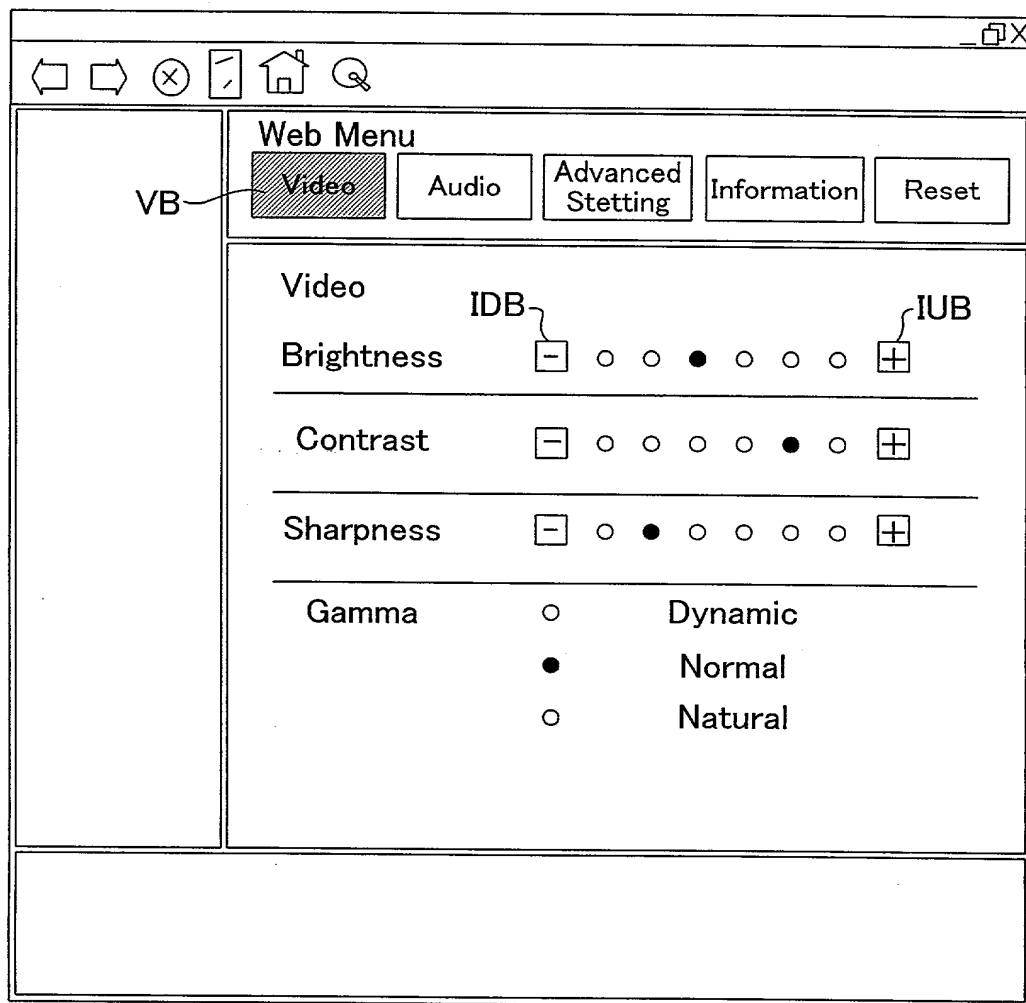 Web Menu
VB
Video
Audio
Advanced
Stetting
Information
Reset
Video
IDB
IUB
Brightness
-
+
Contrast
-
+
Sharpness
-
+
Gamma
Dynamic
Normal
Natural